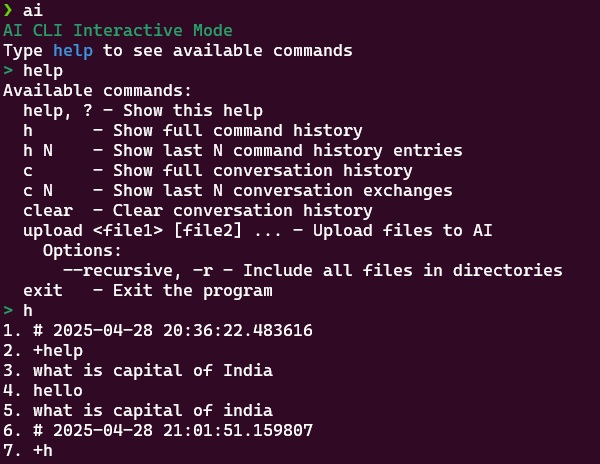 ❯ ai
AI CLI Interactive Mode
Type help to see available commands
> help
Available commands:
  help, ? - Show this help
  h      - Show full command history
  h N    - Show last N command history entries
  c      - Show full conversation history
  c N    - Show last N conversation exchanges
  clear  - Clear conversation history
  upload <file1> [file2] ... - Upload files to AI
    Options:
      --recursive, -r - Include all files in directories
  exit   - Exit the program
> h
1. # 2025-04-28 20:36:22.483616
2. +help
3. what is capital of India
4. hello
5. what is capital of india
6. # 2025-04-28 21:01:51.159807
7. +h